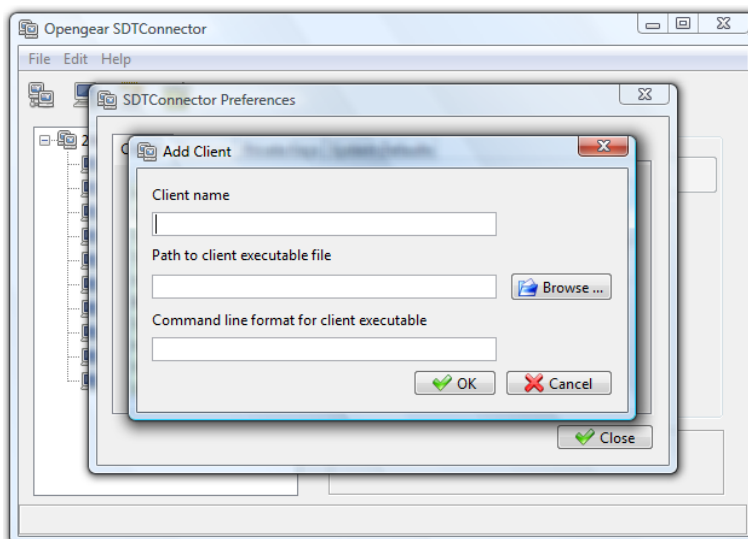 Opengear SDTConnector
File Edit Help
SDTConnector Preferences
2
Add Client
Client name
Path to client executable file
Browse ...
Command line format for client executable
OK Cancel
Close